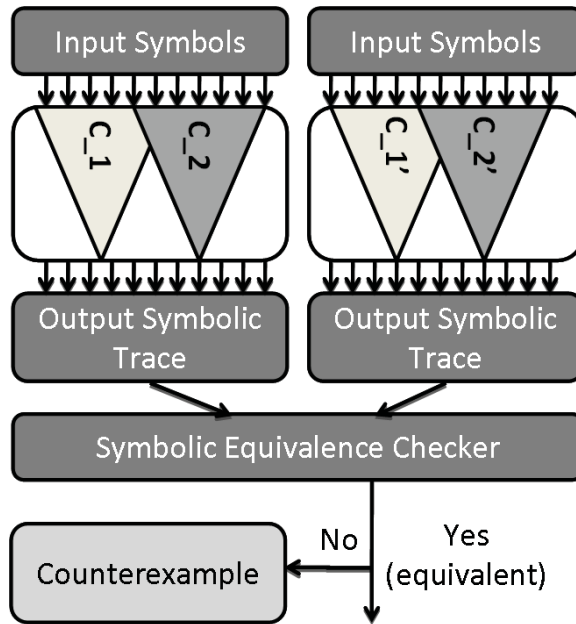 Input Symbols
Input Symbols
C_1
C_2
C_1’
C_2’
Output Symbolic
Trace
Output Symbolic
Trace
Symbolic Equivalence Checker
No
Yes
(equivalent)
Counterexample